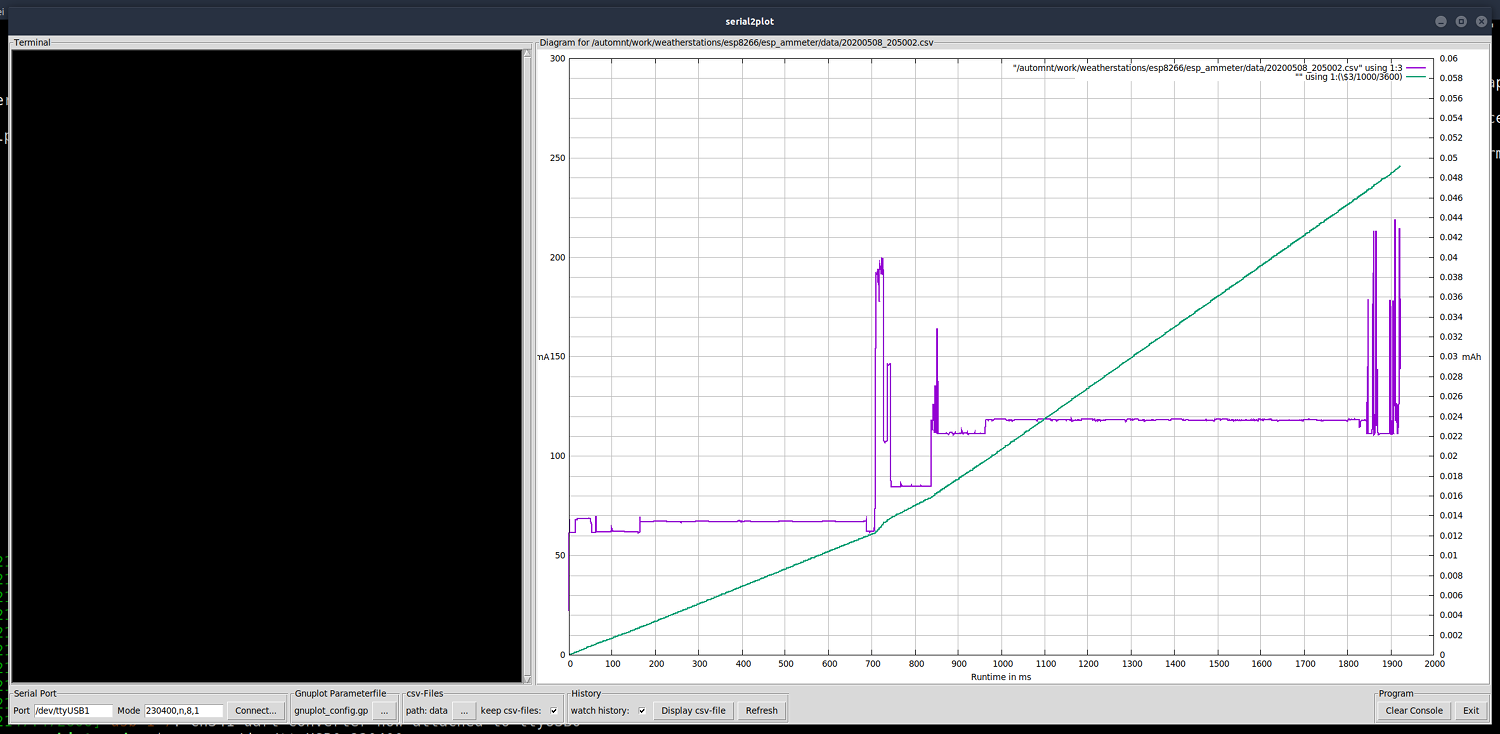 serial2plot
Terminal
Diagram for /automnt/work/weatherstations/esp8266/esp_ammeter/data/20200508_205002.csv
"/automnt/work/weatherstations/esp8266/esp_ammeter/data/20200508_205002.csv" using 1:3
"" using 1:(\$3/1000/3600)
300
250
200
mA 150
100
50
0
0.06
0.058
0.056
0.054
0.052
0.05
0.048
0.046
0.044
0.042
0.04
0.038
0.036
0.034
0.032
0.03 mAh
0.028
0.026
0.024
0.022
0.02
0.018
0.016
0.014
0.012
0.01
0.008
0.006
0.004
0.002
0
0 100 200 300 400 500 600 700 800 900 1000 1100 1200 1300 1400 1500 1600 1700 1800 1900 2000
Runtime in ms
Serial Port
Port /dev/ttyUSB1 Mode 230400,n,8,1 Connect...
Gnuplot Parameterfile
gnuplot_config.gp ...
csv-Files
path: data ... keep csv-files:
History
watch history: Display csv-file Refresh
Program
Clear Console Exit